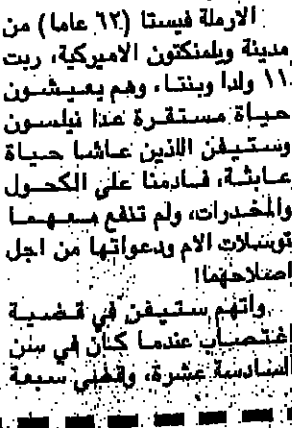 الارملة فيستا (٦٢ عاما) من
مدينة ويلمنكتون الاميركية، ربت
١١ ولدا وبنتا، وهم يعيشون
حياة مستقرة عدا نيلسون
وستيفن اللذين عاشا حياة
عابثة، فادمنا على الكحول
والمخدرات، ولم تنفع معهما
توسلات الام ودعواتها من اجل
اصلاحهما!
واتهم ستيفن في قضية
اغتصاب عندما كان في سن
السادسة عشرة، وقضى سبعة